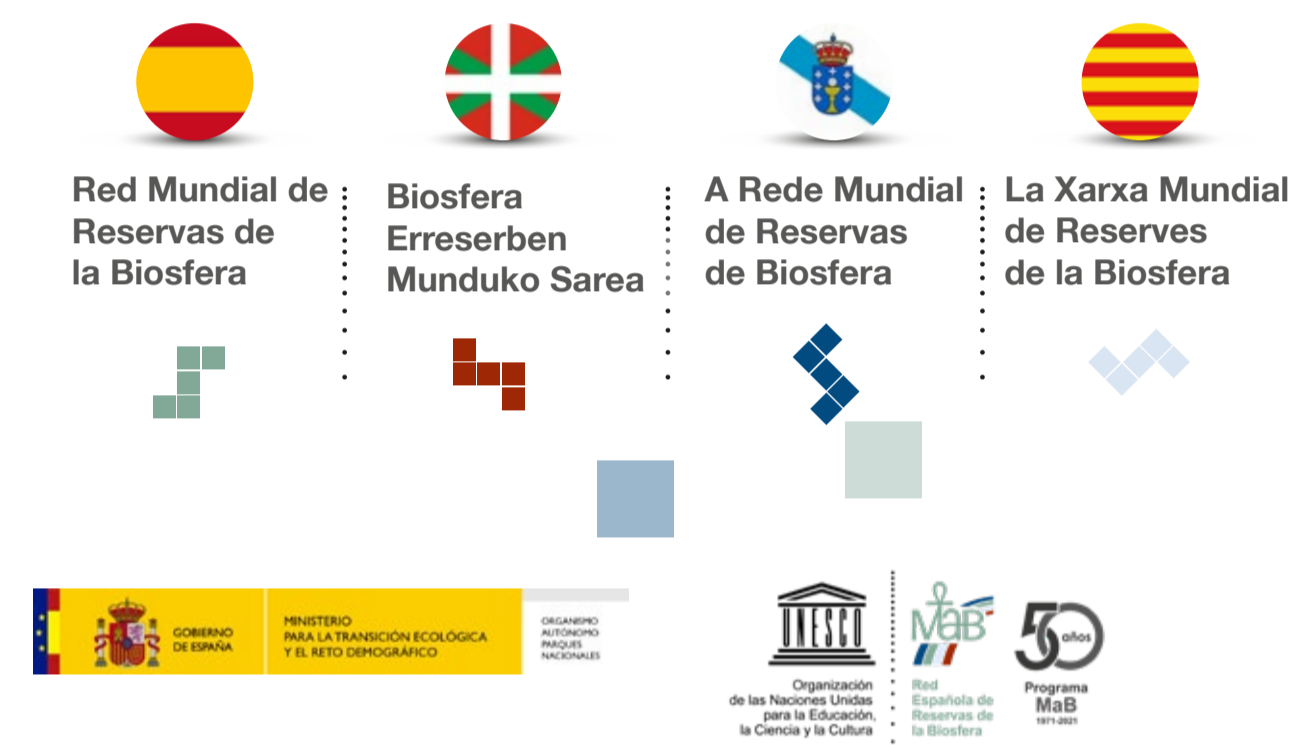 Red Mundial de
Reservas de
la Biosfera
Biosfera
Erreserben
Munduko Sarea
A Rede Mundial
de Reservas
de Biosfera
La Xarxa Mundial
de Reserves
de la Biosfera
GOBIERNO
DE ESPAÑA
MINISTERIO
PARA LA TRANSICIÓN ECOLÓGICA
Y EL RETO DEMOGRÁFICO
ORGANISMO
AUTÓNOMO
PARQUES
NACIONALES
UNESCO
Organización
de las Naciones Unidas
para la Educación,
la Ciencia y la Cultura
MaB
Red
Española de
Reservas de
la Biosfera
50
años
Programa
MaB
1971-2021